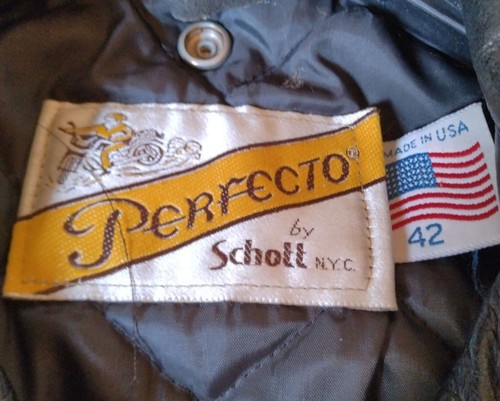 PERFECTO
by
Schott N.Y.C.
MADE IN USA
42